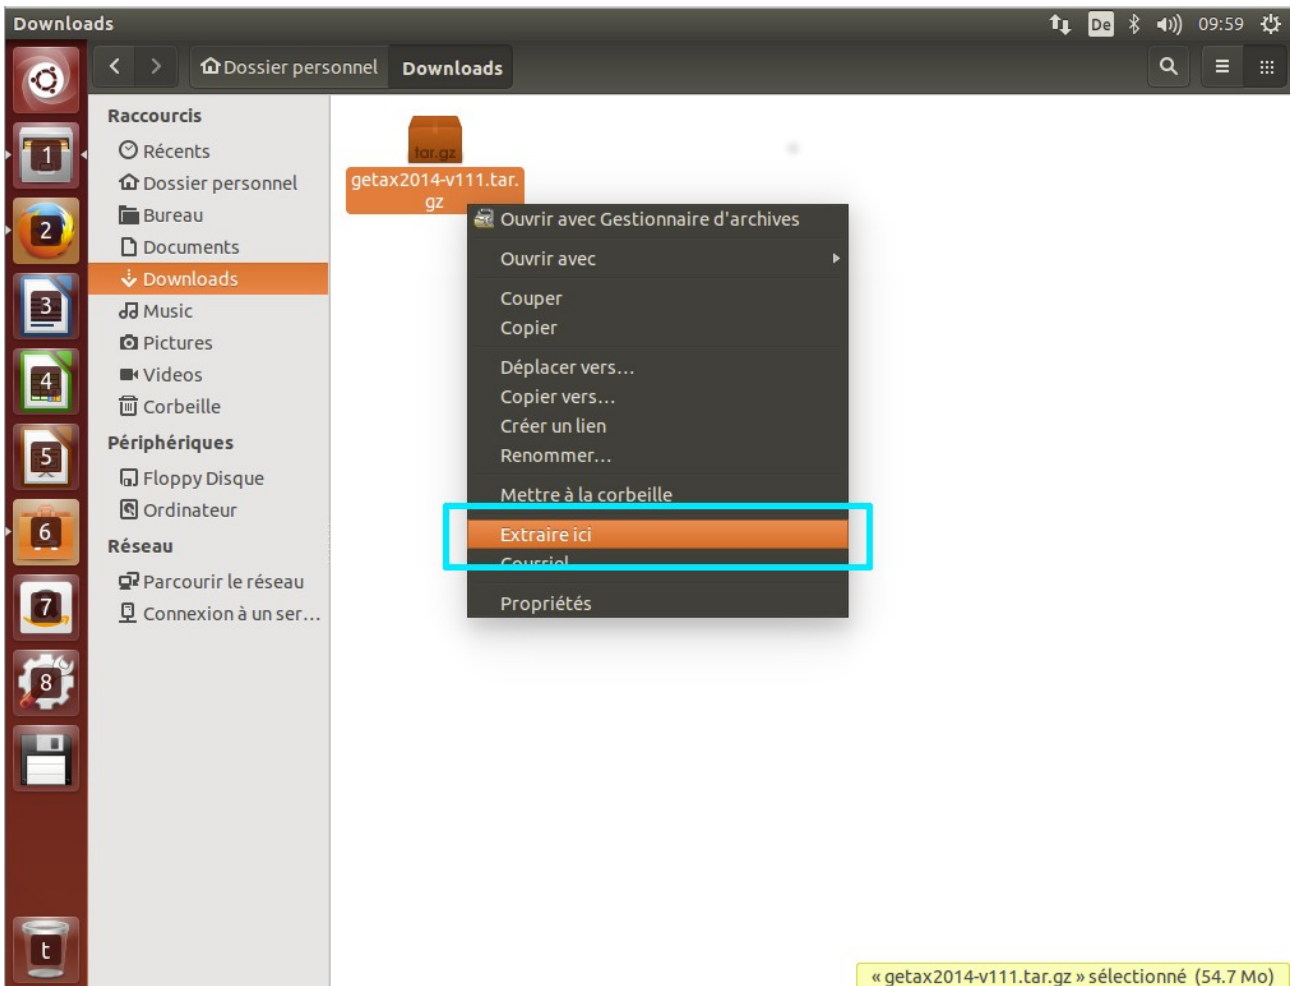 Downloads
De
09:59
Dossier personnel
Downloads
Raccourcis
Récents
Dossier personnel
Bureau
Documents
Downloads
Music
Pictures
Videos
Corbeille
Périphériques
Floppy Disque
Ordinateur
Réseau
Parcourir le réseau
Connexion à un ser…
1
2
3
4
5
6
7
8
t
tar.gz
getax2014-v111.tar.
gz
Ouvrir avec Gestionnaire d'archives
Ouvrir avec
Couper
Copier
Déplacer vers…
Copier vers…
Créer un lien
Renommer…
Mettre à la corbeille
Extraire ici
Courriel
Propriétés
« getax2014-v111.tar.gz » sélectionné (54.7 Mo)